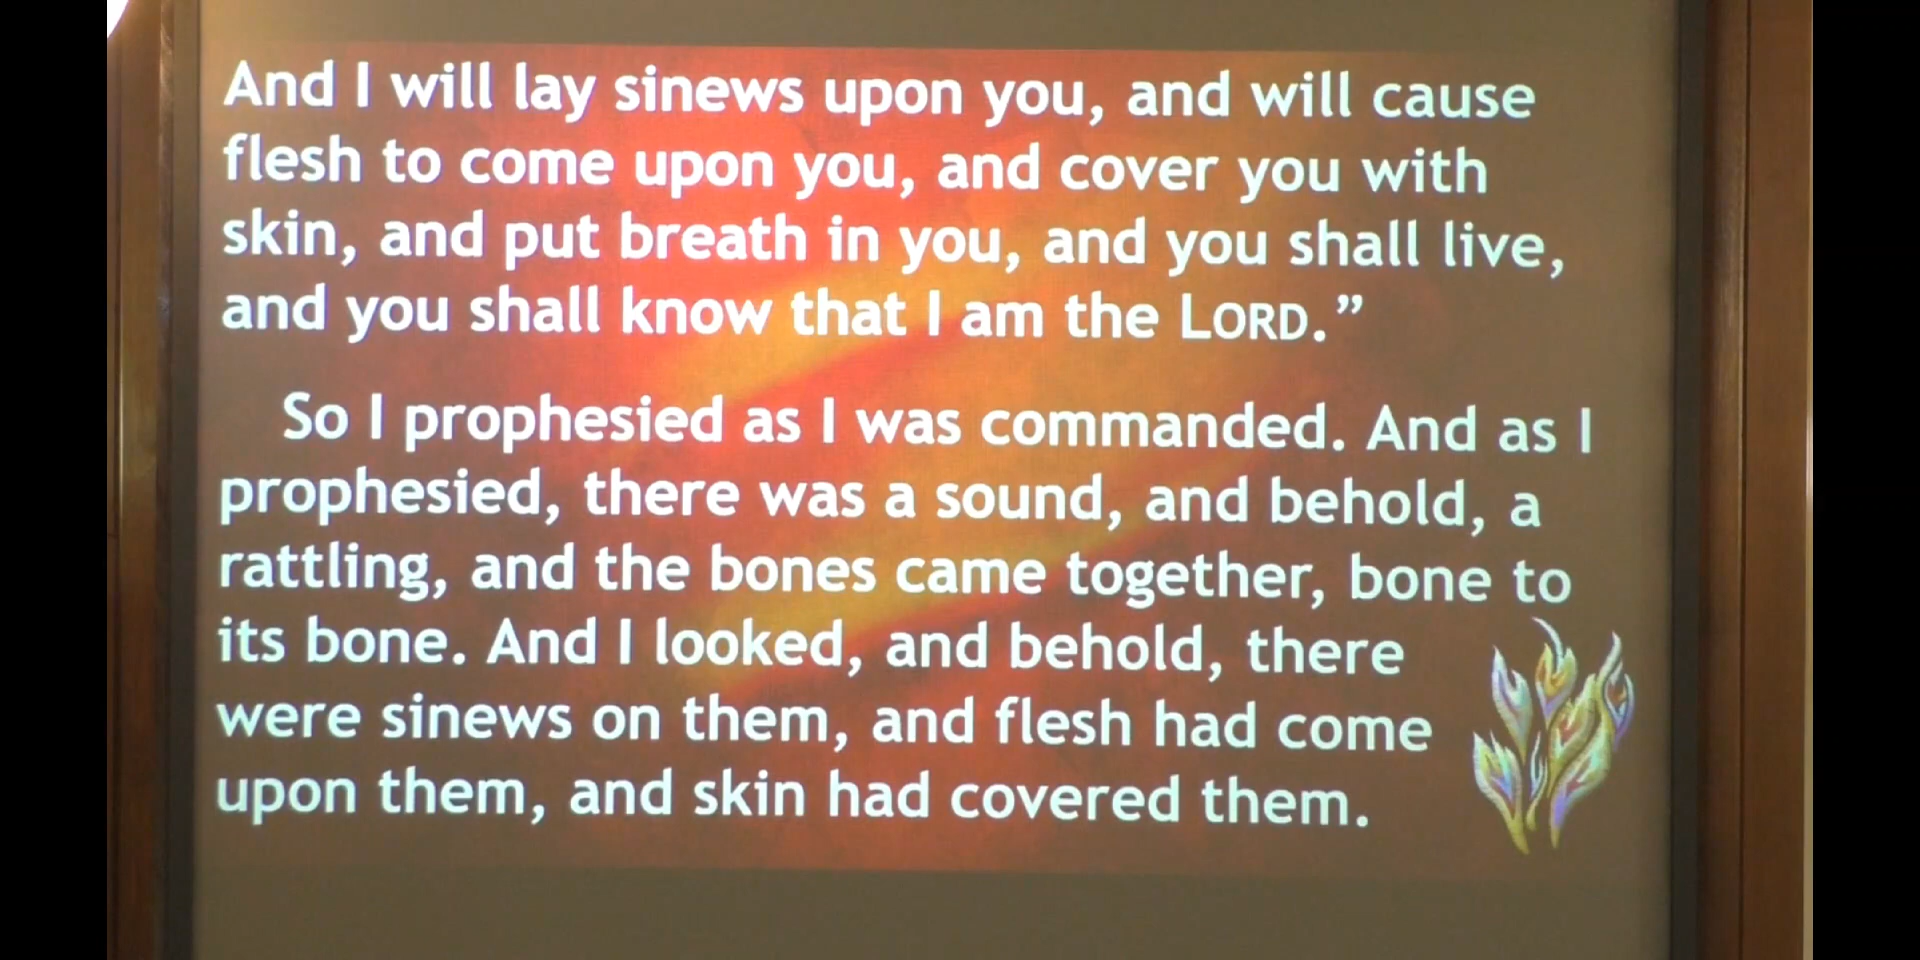 And I will lay sinews upon you, and will cause
flesh to come upon you, and cover you with
skin, and put breath in you, and you shall live,
and you shall know that I am the LORD.”
So I prophesied as I was commanded. And as I
prophesied, there was a sound, and behold, a
rattling, and the bones came together, bone to
its bone. And I looked, and behold, there
were sinews on them, and flesh had come
upon them, and skin had covered them.